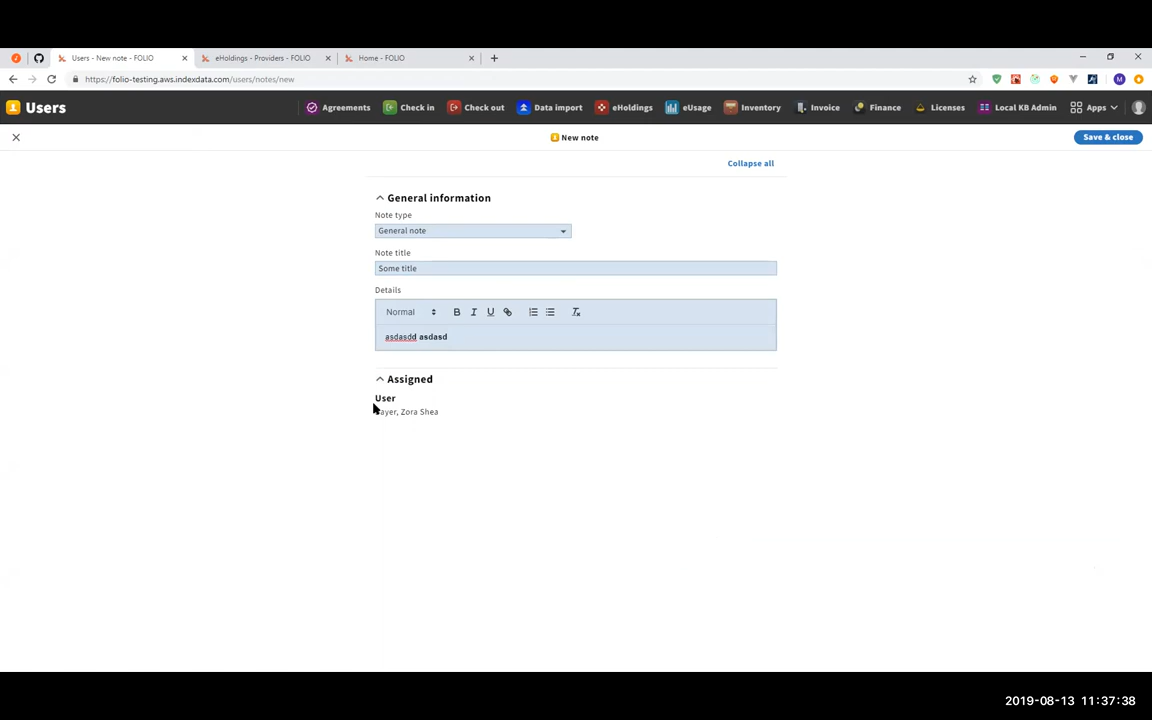 Users - New note - FOLIO
eHoldings - Providers - FOLIO
Home - FOLIO
https://folio-testing.aws.indexdata.com/users/notes/new
M
Users
Agreements
Check in
Check out
Data import
eHoldings
eUsage
Inventory
Invoice
Finance
Licenses
Local KB Admin
Apps
New note
Save & close
Collapse all
General information
Note type
General note
Note title
Some title
Details
Normal B I U
asdasdd asdasd
Assigned
User
Zora Shea
2019-08-13 11:37:38